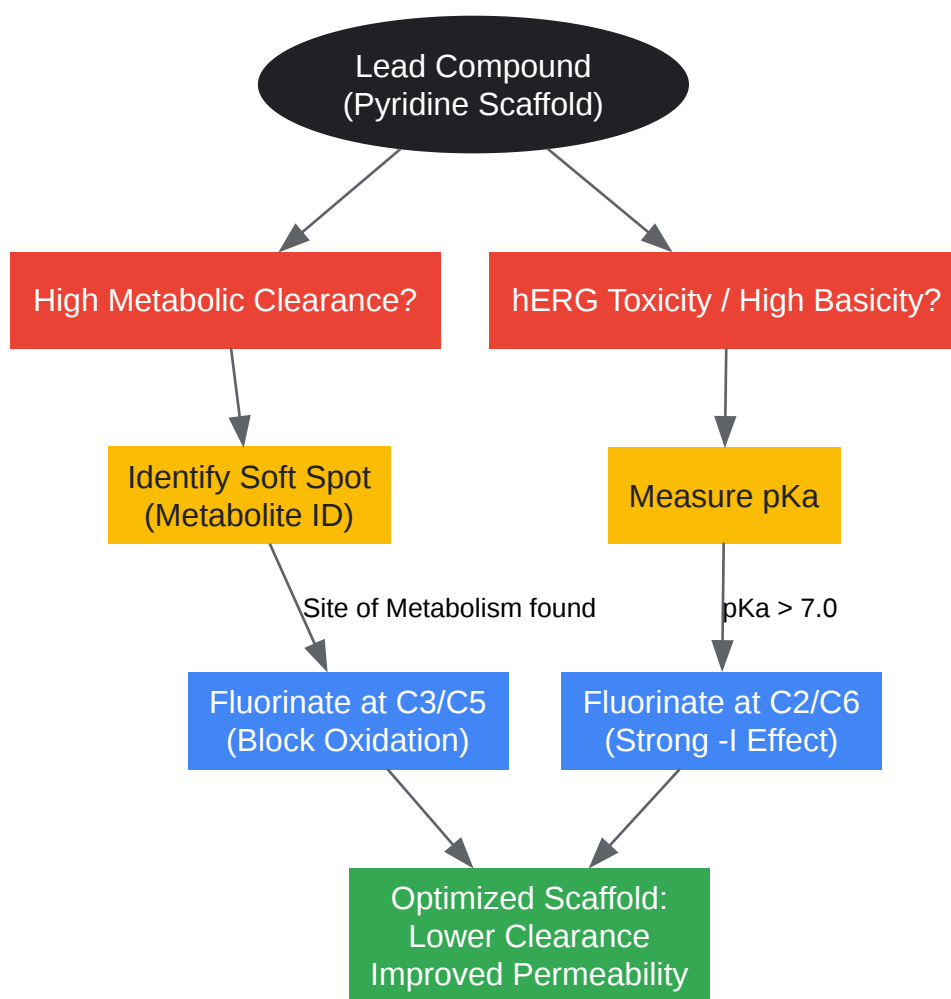 Lead Compound
(Pyridine Scaffold)
High Metabolic Clearance?
hERG Toxicity / High Basicity?
Identify Soft Spot
(Metabolite ID)
Measure pKa
Site of Metabolism found
pKa > 7.0
Fluorinate at C3/C5
(Block Oxidation)
Fluorinate at C2/C6
(Strong -I Effect)
Optimized Scaffold:
Lower Clearance
Improved Permeability